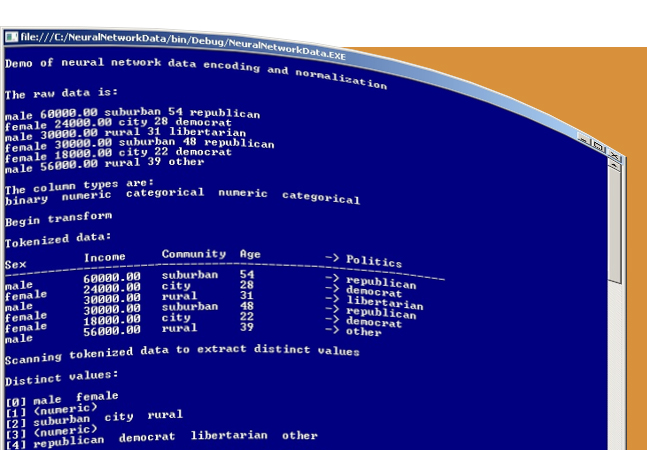 file:///C:/NeuralNetworkData/bin/Debug/NeuralNetworkData.EXE
Demo of neural network data encoding and normalization
The raw data is:
male 60000.00 suburban 54 republican
female 24000.00 city 28 democrat
male 30000.00 rural 31 libertarian
female 30000.00 suburban 48 republican
female 18000.00 city 22 democrat
male 56000.00 rural 39 other
The column types are:
binary numeric categorical numeric categorical
Begin transform
Tokenized data:
Sex Income Community Age -> Politics
male 60000.00 suburban 54 -> republican
female 24000.00 city 28 -> democrat
male 30000.00 rural 31 -> libertarian
female 30000.00 suburban 48 -> republican
female 18000.00 city 22 -> democrat
male 56000.00 rural 39 -> other
Scanning tokenized data to extract distinct values
Distinct values:
[0] male female
[1] <numeric>
[2] suburban city rural
[3] <numeric>
[4] republican democrat libertarian other